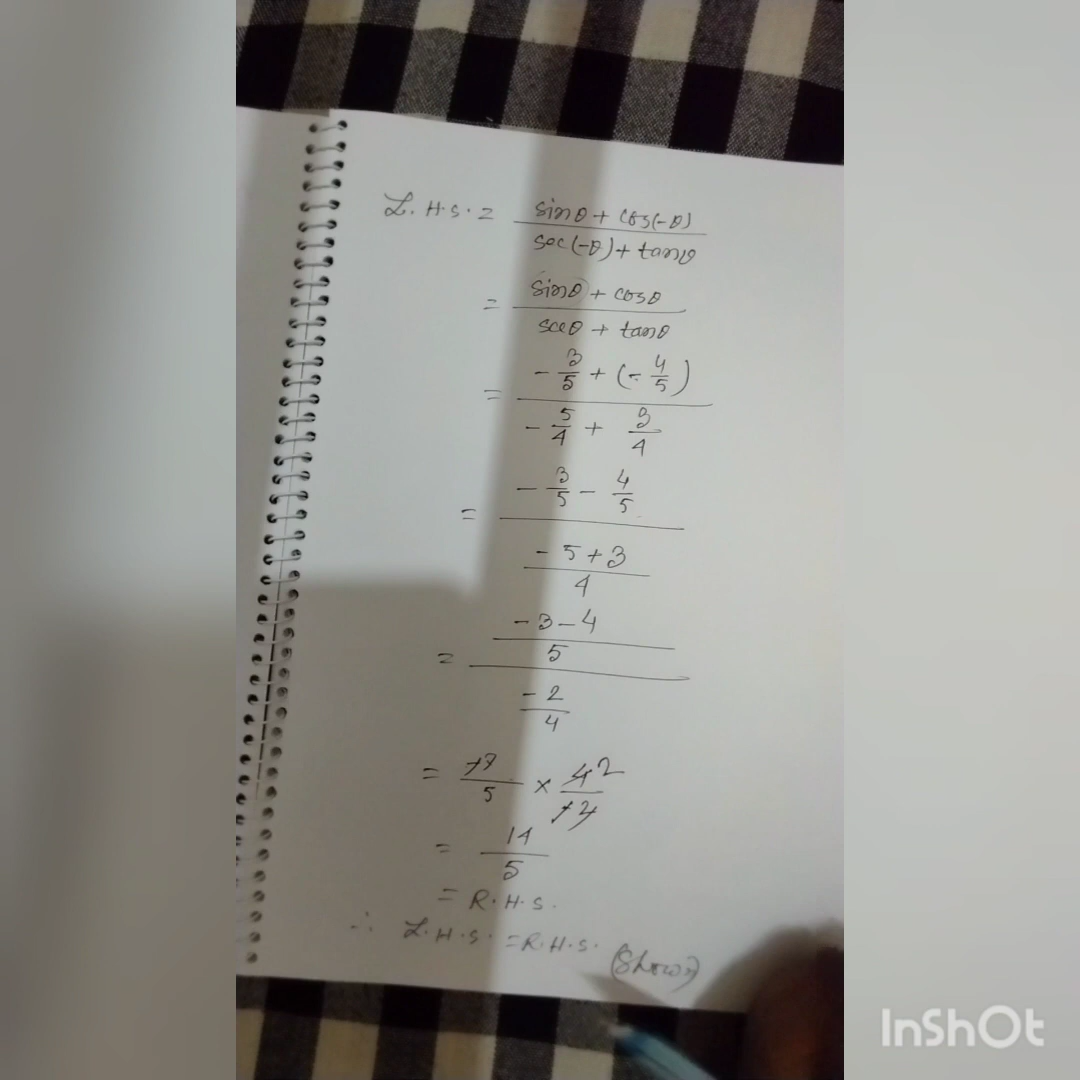 L.H.S. = sinθ + cos(-θ) / sec(-θ) + tanθ
= sinθ + cosθ / secθ + tanθ
= -3/5 + (-4/5) / -5/4 + 3/4
= -3/5 - 4/5 / -5+3/4
= -3-4/5 / -2/4
= -7/5 × 4 2/-2
= 14/5
= R.H.S.
∴ L.H.S. = R.H.S. (Shown)
InShOt